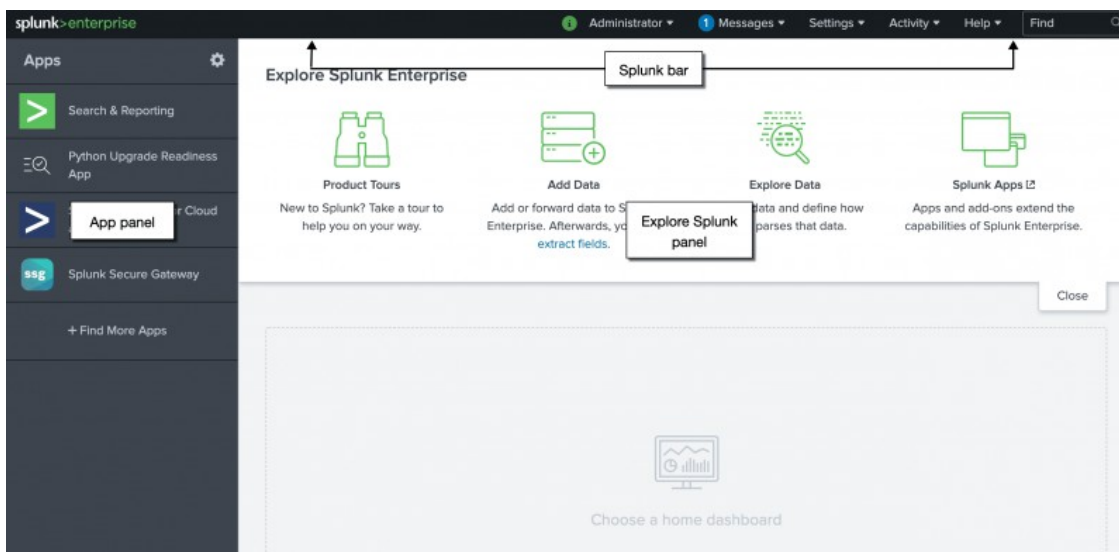 splunk>enterprise
i Administrator 1 Messages Settings Activity Help Find
Apps
Search & Reporting
Python Upgrade Readiness
App
r Cloud
App panel
ssg Splunk Secure Gateway
+ Find More Apps
Splunk bar
Explore Splunk Enterprise
Product Tours
New to Splunk? Take a tour to
help you on your way.
Add Data
Add or forward data to S
Enterprise. Afterwards, yo
extract fields.
Explore Data
data and define how
parses that data.
Explore Splunk
panel
Splunk Apps
Apps and add-ons extend the
capabilities of Splunk Enterprise.
Close
Choose a home dashboard